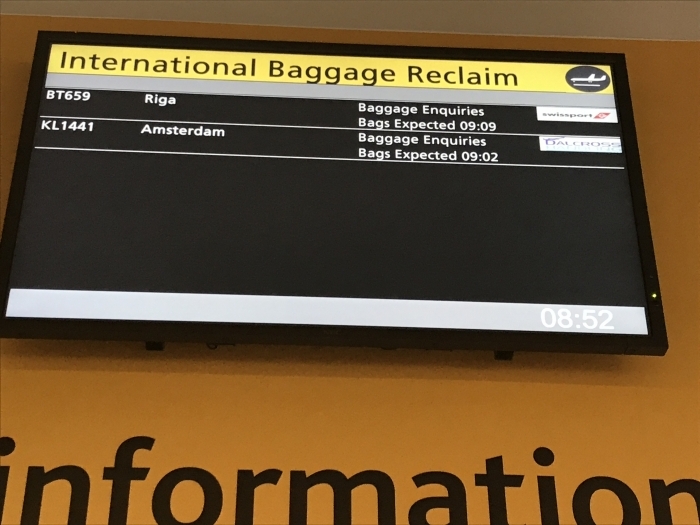 International Baggage Reclaim
BT659 Riga Baggage Enquiries swissport
Bags Expected 09:09
KL1441 Amsterdam Baggage Enquiries DALCROSS
Bags Expected 09:02
08:52
information